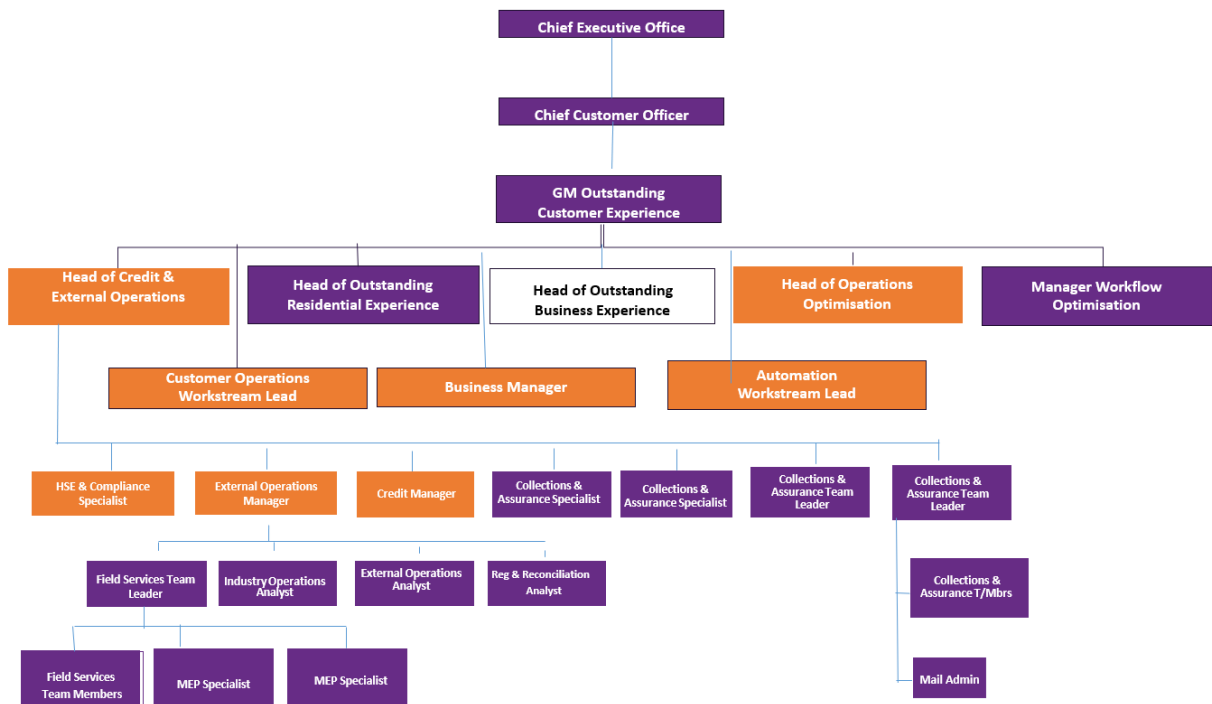 Chief Executive Office
Chief Customer Officer
GM Outstanding
Customer Experience
Head of Credit &
External Operations
Head of Outstanding
Residential Experience
Head of Outstanding
Business Experience
Head of Operations
Optimisation
Manager Workflow
Optimisation
Customer Operations
Workstream Lead
Business Manager
Automation
Workstream Lead
HSE & Compliance
Specialist
External Operations
Manager
Credit Manager
Collections &
Assurance Specialist
Collections &
Assurance Specialist
Collections &
Assurance Team
Leader
Collections &
Assurance Team
Leader
Field Services Team
Leader
Industry Operations
Analyst
External Operations
Analyst
Reg & Reconciliation
Analyst
Collections &
Assurance T/Mbrs
Field Services
Team Members
MEP Specialist
MEP Specialist
Mail Admin